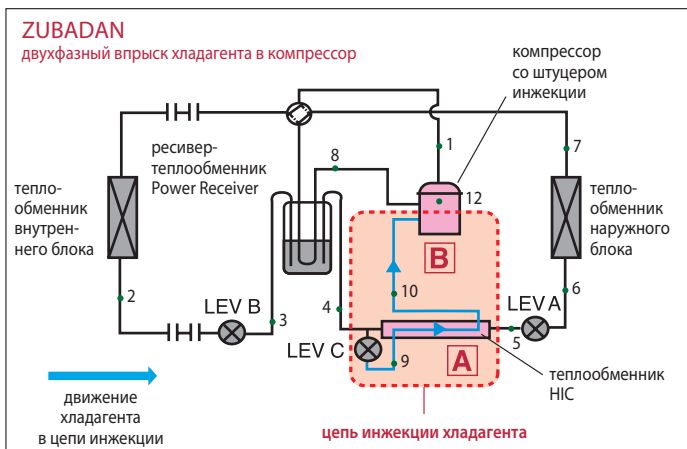 ZUBADAN
двухфазный впрыск хладагента в компрессор
компрессор
со штуцером
инжекции
ресивер-
теплообменник
Power Receiver
8
1
7
тепло-
обменник
внутрен-
него блока
12
тепло-
обменник
наружного
блока
B
2
LEV B
3
4
10
LEV A
6
5
LEV C
9
A
теплообменник
HIC
движение
хладагента
в цепи инжекции
цепь инжекции хладагента